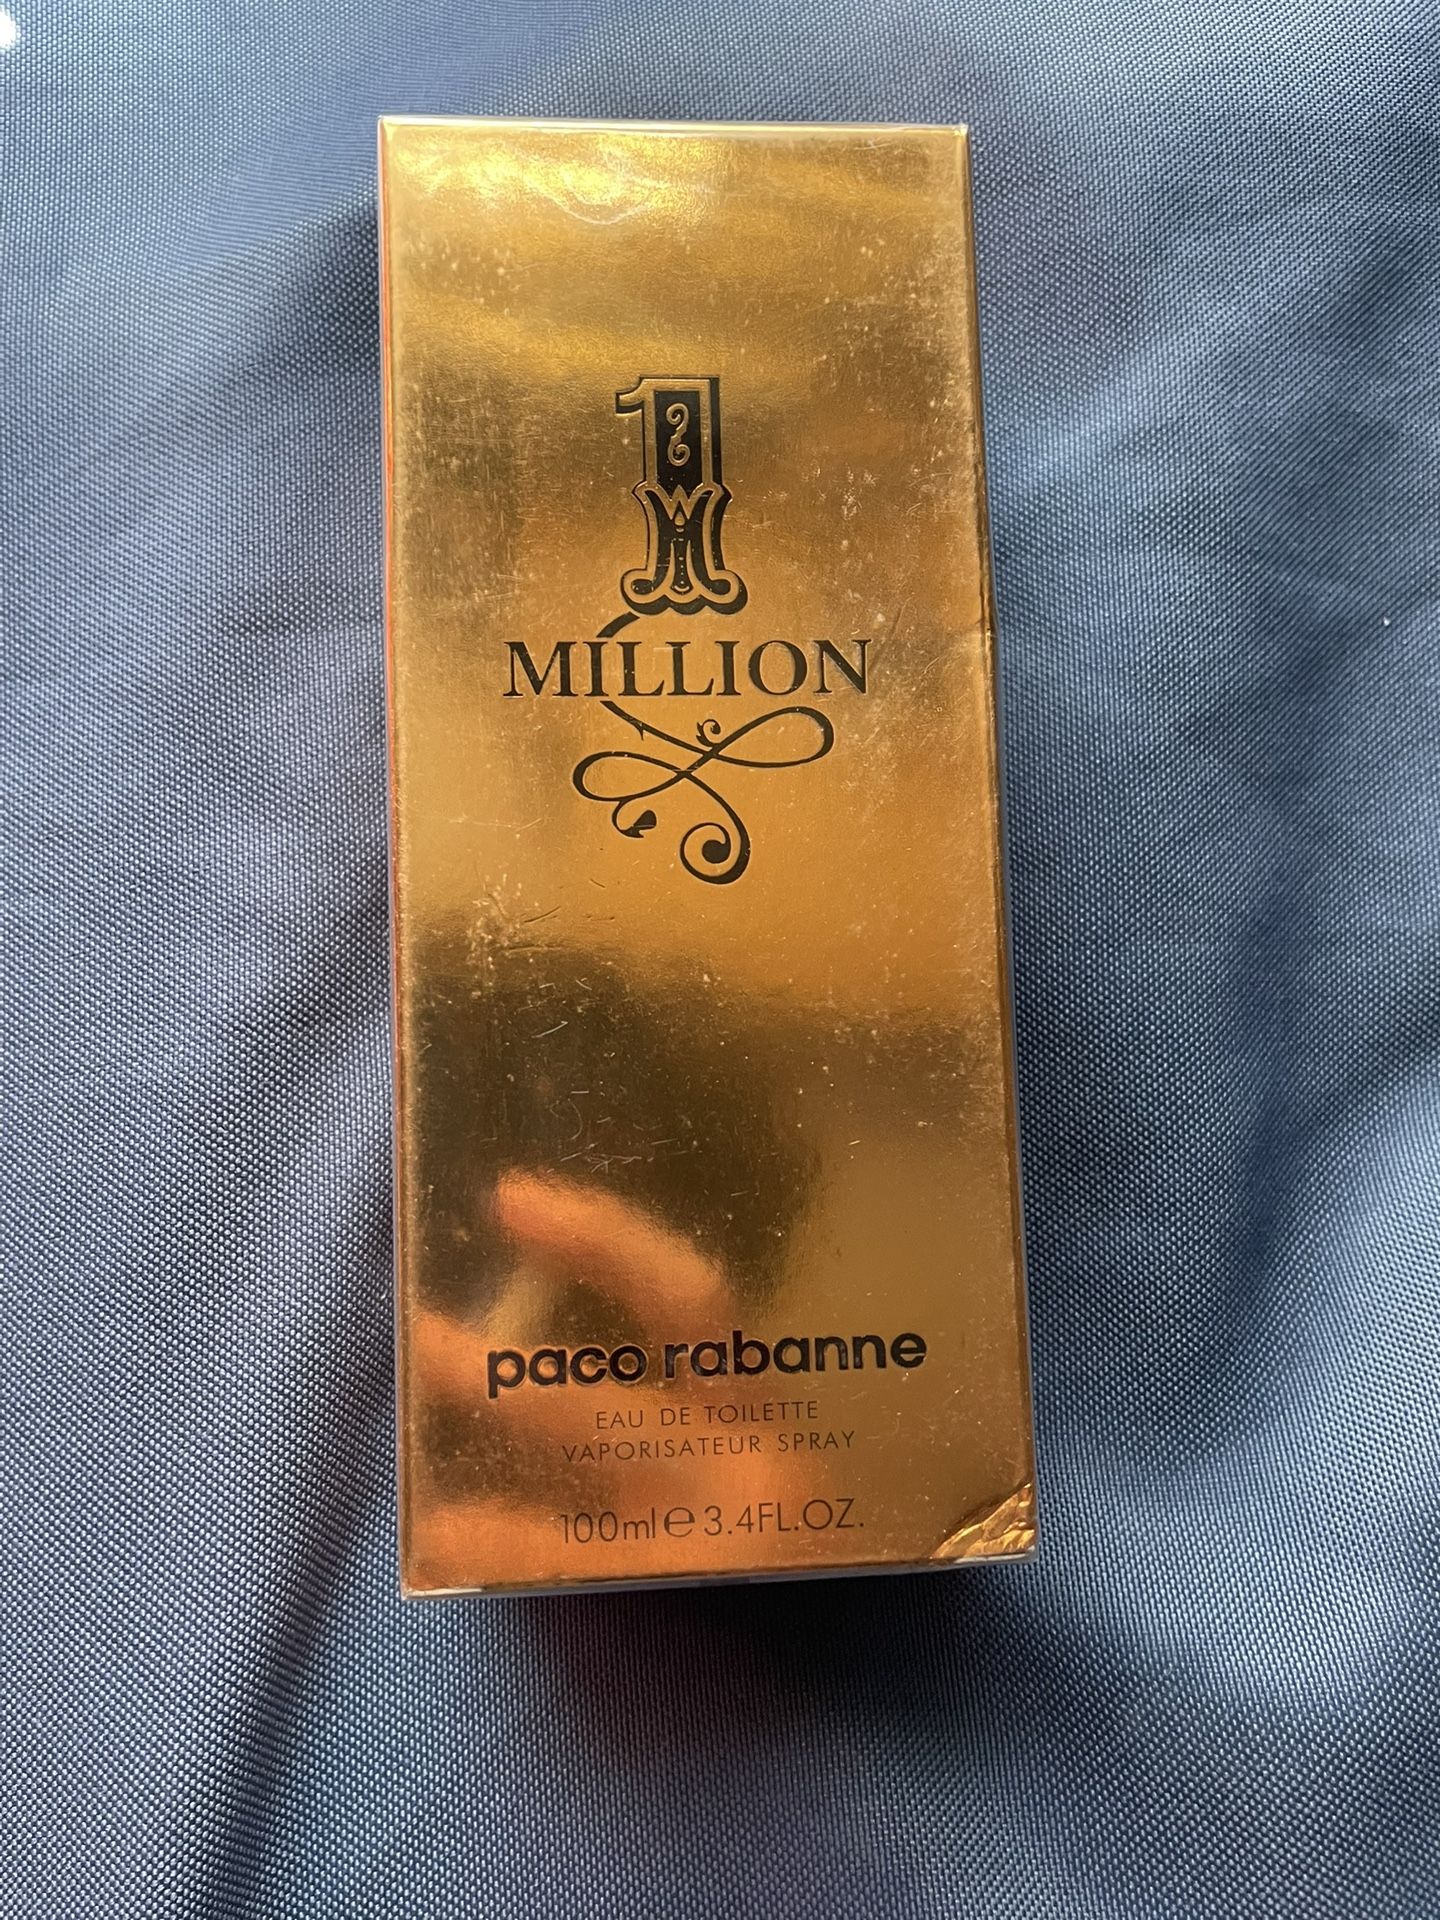 1
MILLION
paco rabanne
EAU DE TOILETTE
VAPORISATEUR SPRAY
100ml e 3.4FL.OZ.